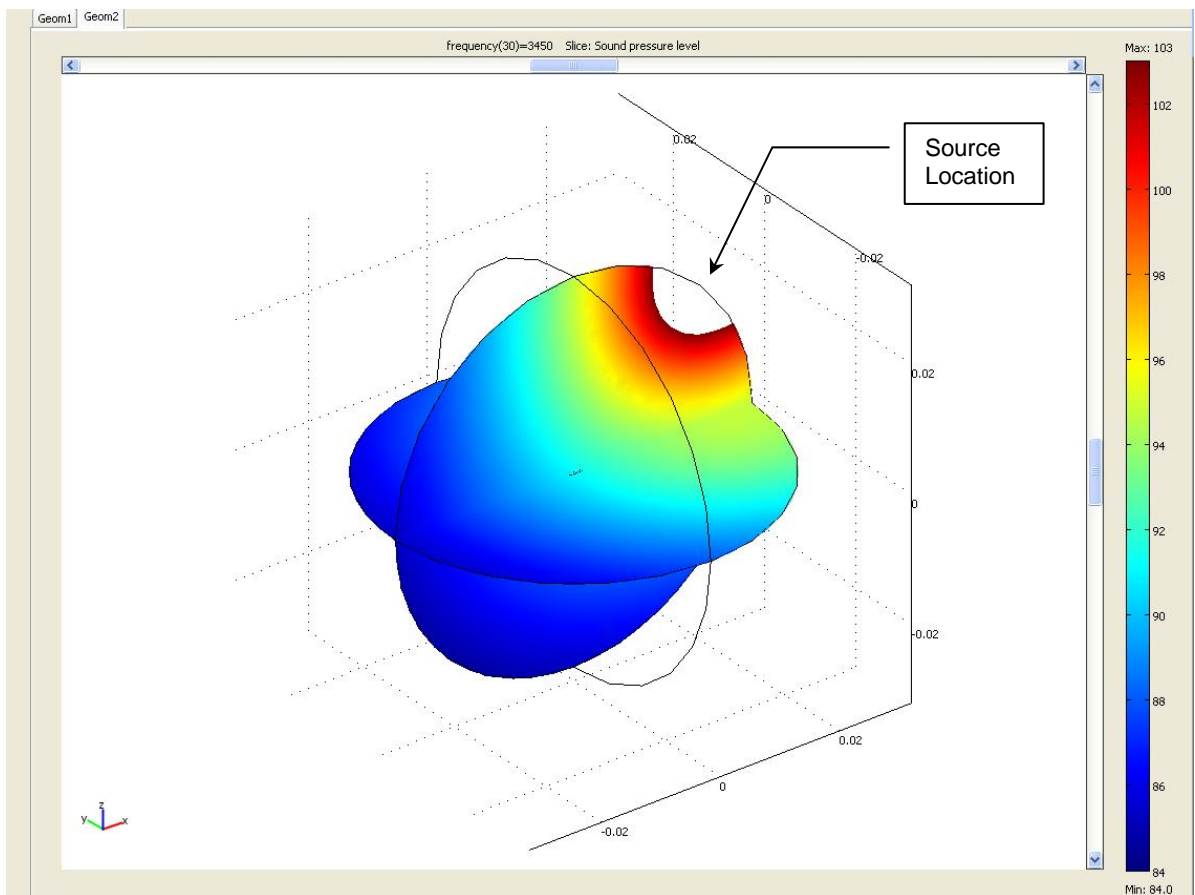 Geom1 Geom2
frequency(30)=3450 Slice: Sound pressure level
Max: 103
Source
Location
0.02
0
-0.02
0.02
0
-0.02
0.02
0
-0.02
z
y
x
102
100
98
96
94
92
90
88
86
84
Min: 84.0